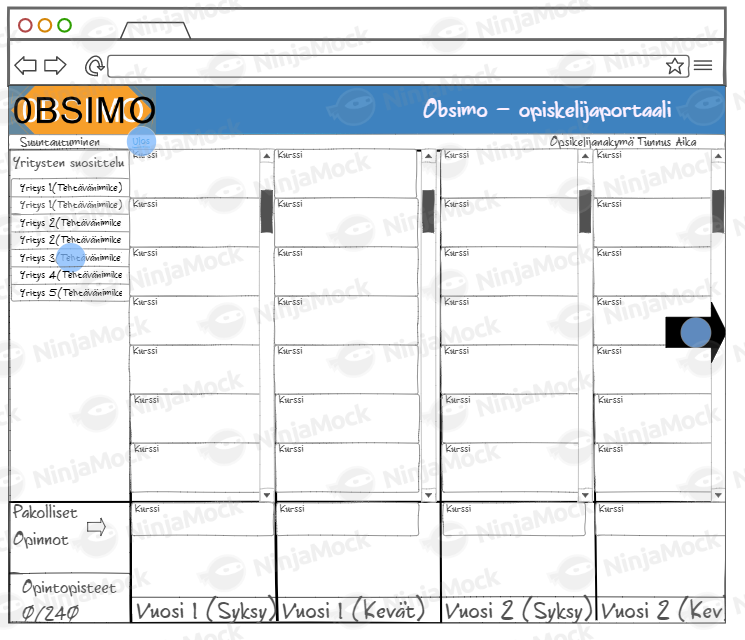 OBSIMO
Obsimo – opiskelijaportaali
Suuntautuminen Ulos Opsikelijanäkymä Tunnus Aika
Yritysten suosittelu
Yritys 1(Tehtävänimike)
Yritys 1(Tehtävänimike)
Yritys 2(Tehtävänimike
Yritys 2(Tehtävänimike
Yritys 3(Tehtävänimike
Yritys 4(Tehtävänimike
Yritys 5(Tehtävänimike
Kurssi Kurssi Kurssi Kurssi
Kurssi Kurssi Kurssi Kurssi
Kurssi Kurssi Kurssi Kurssi
Kurssi Kurssi Kurssi Kurssi
Kurssi Kurssi Kurssi Kurssi
Kurssi Kurssi Kurssi Kurssi
Kurssi Kurssi Kurssi Kurssi
Pakolliset
Opinnot
Kurssi Kurssi Kurssi Kurssi
Opintopisteet
0/240
Vuosi 1 (Syksy) Vuosi 1 (Kevät) Vuosi 2 (Syksy) Vuosi 2 (Kev
NinjaMock